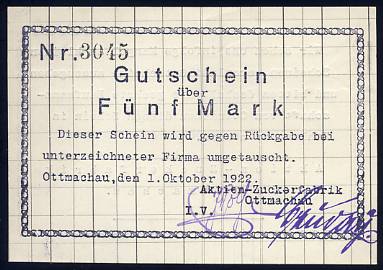 Nr.3045
Gutschein
über
Fünf Mark
Dieser Schein wird gegen Rückgabe bei
unterzeichneter Firma umgetauscht.
Ottmachau,den 1.Oktober 1922.
Aktien-Zuckerfabrik
Ottmachau
I.V.